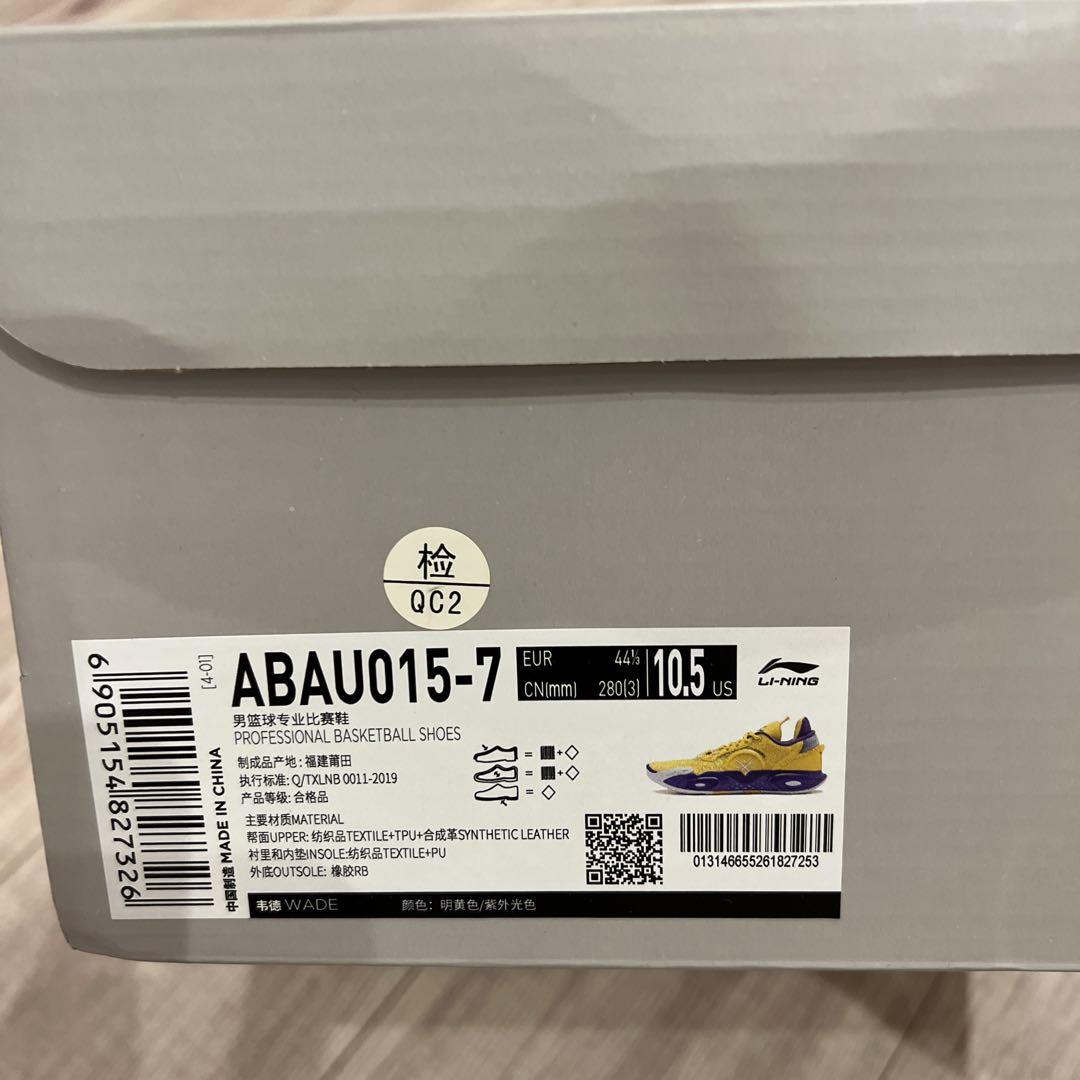 检
QC2
6 905154 827326
[4-01]
中国制造 MADE IN CHINA
ABAU015-7
EUR 44⅓
CN(mm) 280(3)
10.5 US
LI-NING
男篮球专业比赛鞋
PROFESSIONAL BASKETBALL SHOES
制成品产地: 福建莆田
执行标准: Q/TXLNB 0011-2019
产品等级: 合格品
主要材质MATERIAL
帮面UPPER: 纺织品TEXTILE+TPU+合成革SYNTHETIC LEATHER
衬里和内垫INSOLE:纺织品TEXTILE+PU
外底OUTSOLE: 橡胶RB
013146655261827253
韦德 WADE 颜色: 明黄色/紫外光色